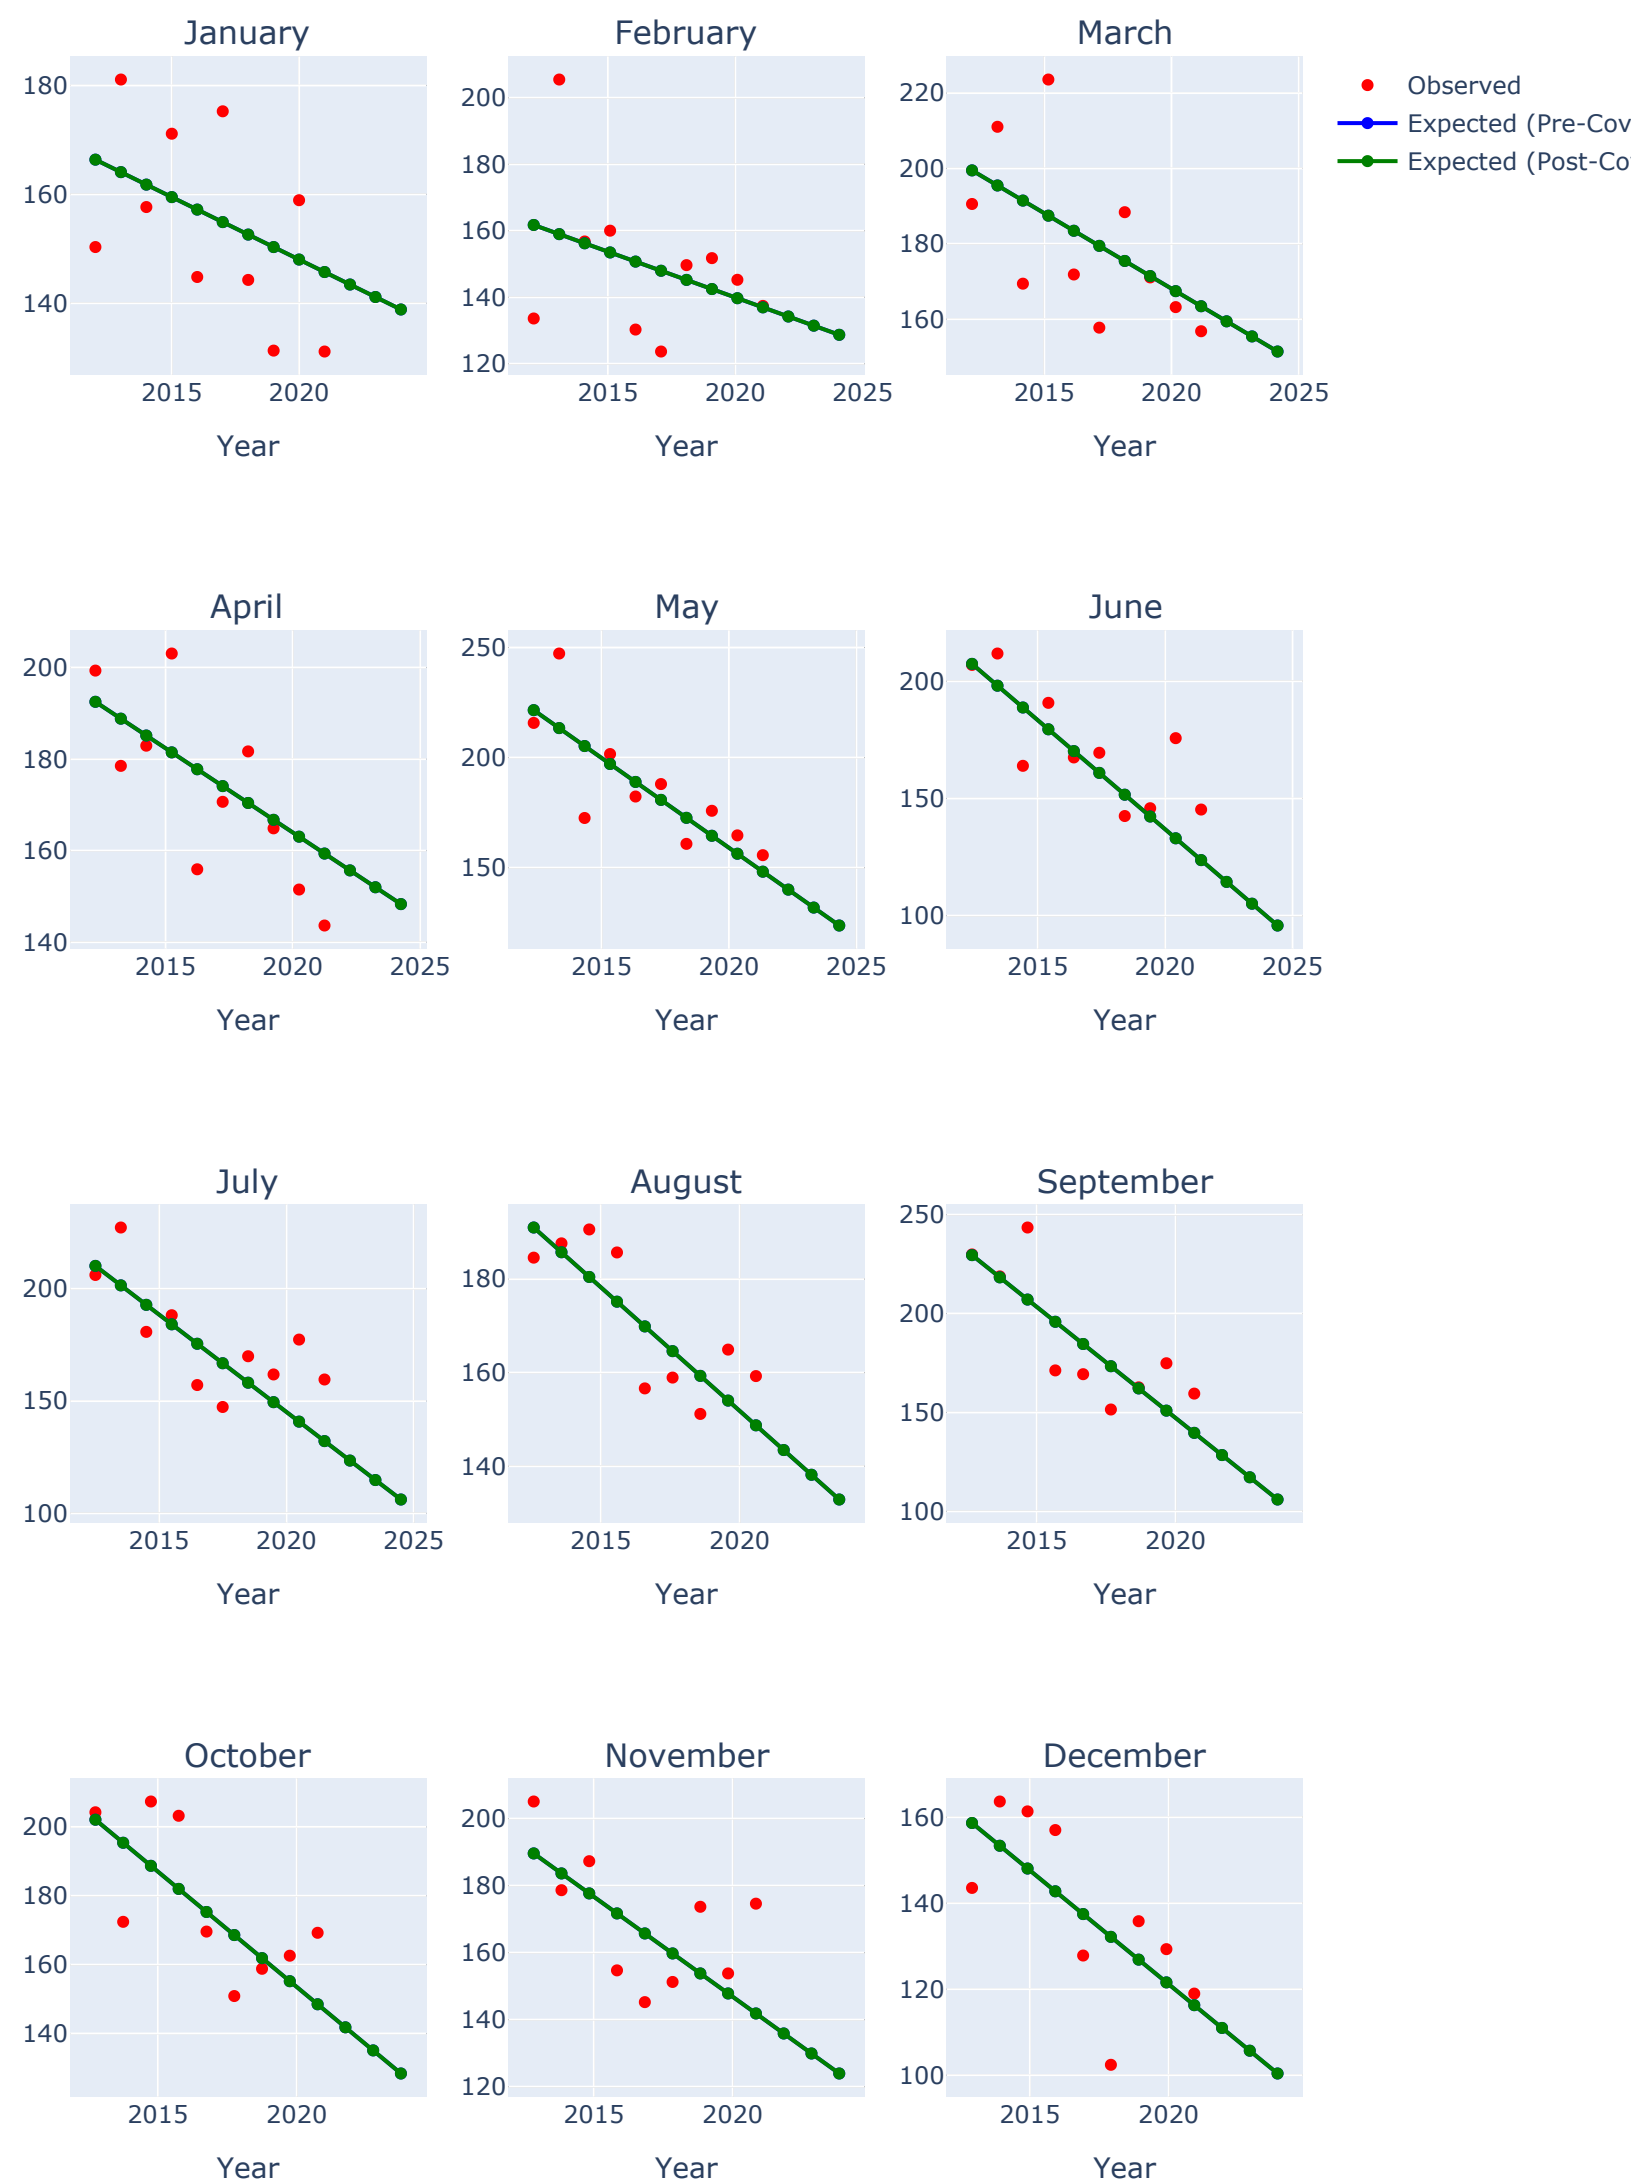 January
February
March
180
160
140
2015
2020
Year
200
180
160
140
120
2015
2020
2025
Year
220
200
180
160
2015
2020
2025
Year
Observed
Expected (Pre-Cov
Expected (Post-Co
April
May
June
200
180
160
140
2015
2020
2025
Year
250
200
150
2015
2020
2025
Year
200
150
100
2015
2020
2025
Year
July
August
September
200
150
100
2015
2020
2025
Year
180
160
140
2015
2020
Year
250
200
150
100
2015
2020
Year
October
November
December
200
180
160
140
2015
2020
Year
200
180
160
140
120
2015
2020
Year
160
140
120
100
2015
2020
Year